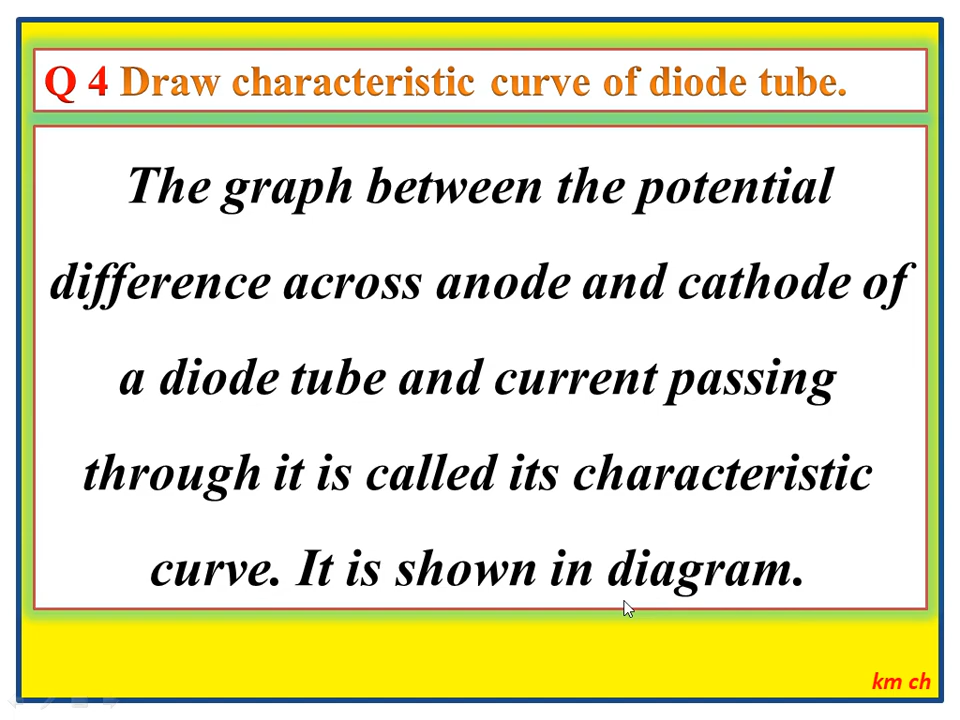 Q 4 Draw characteristic curve of diode tube.
The graph between the potential
difference across anode and cathode of
a diode tube and current passing
through it is called its characteristic
curve. It is shown in diagram.
km ch